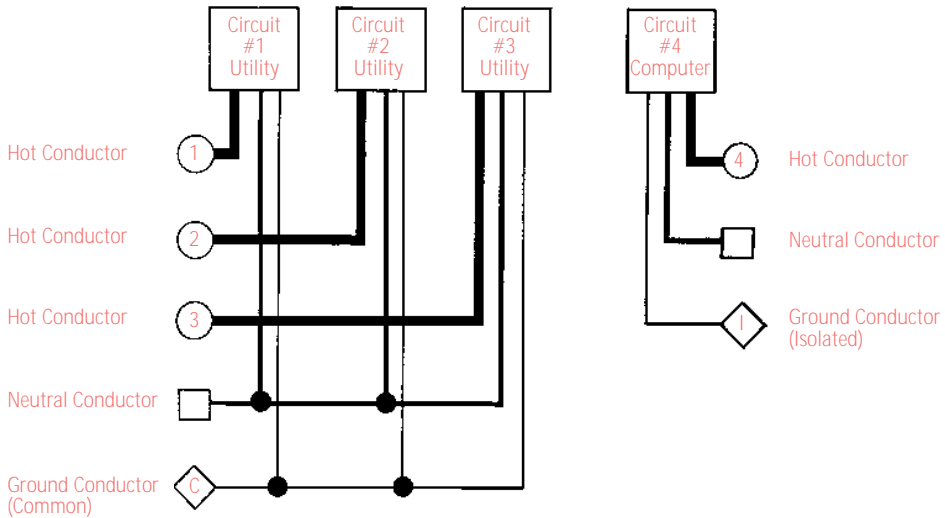 Circuit
#1
Utility
Circuit
#2
Utility
Circuit
#3
Utility
Circuit
#4
Computer
Hot Conductor
1
4
Hot Conductor
Hot Conductor
2
Neutral Conductor
Hot Conductor
3
I
Ground Conductor
(Isolated)
Neutral Conductor
Ground Conductor
(Common)
C